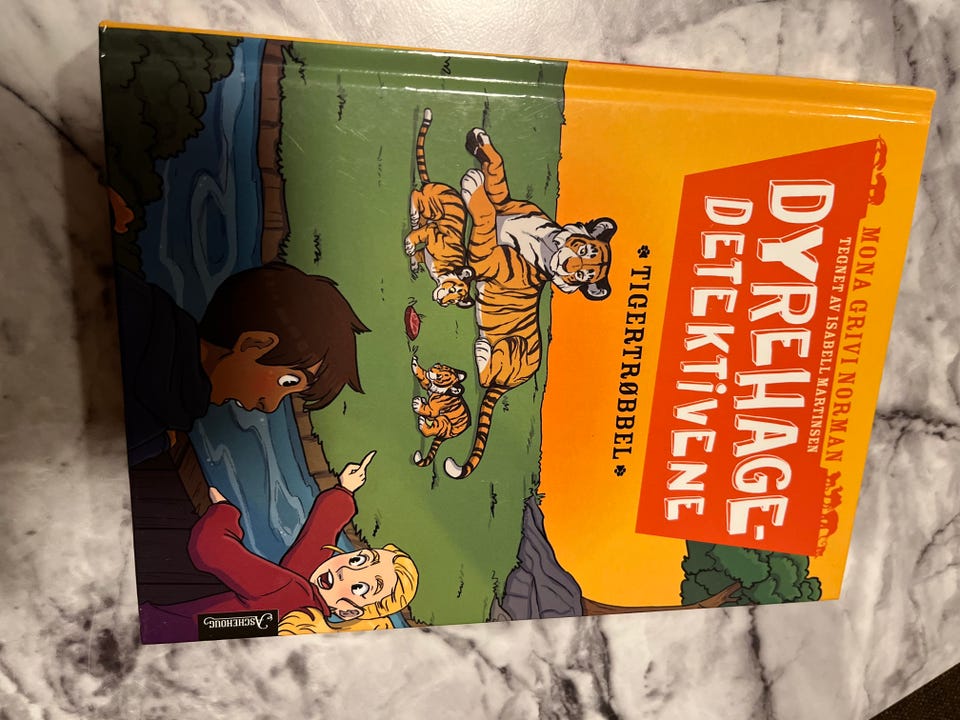 MONA GRIVI NORMAN
TEGNET AV ISABELL MARTINSEN
DYREHAGE-
DETEKTiVENE
TIGERTRØBBEL
ASCHEHOUG